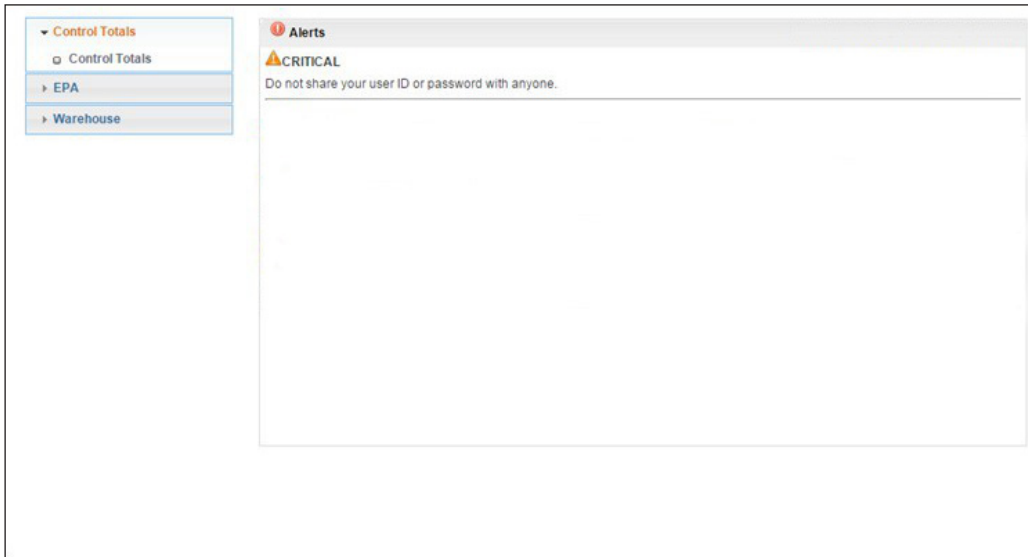 Control Totals
Control Totals
EPA
Warehouse
Alerts
CRITICAL
Do not share your user ID or password with anyone.